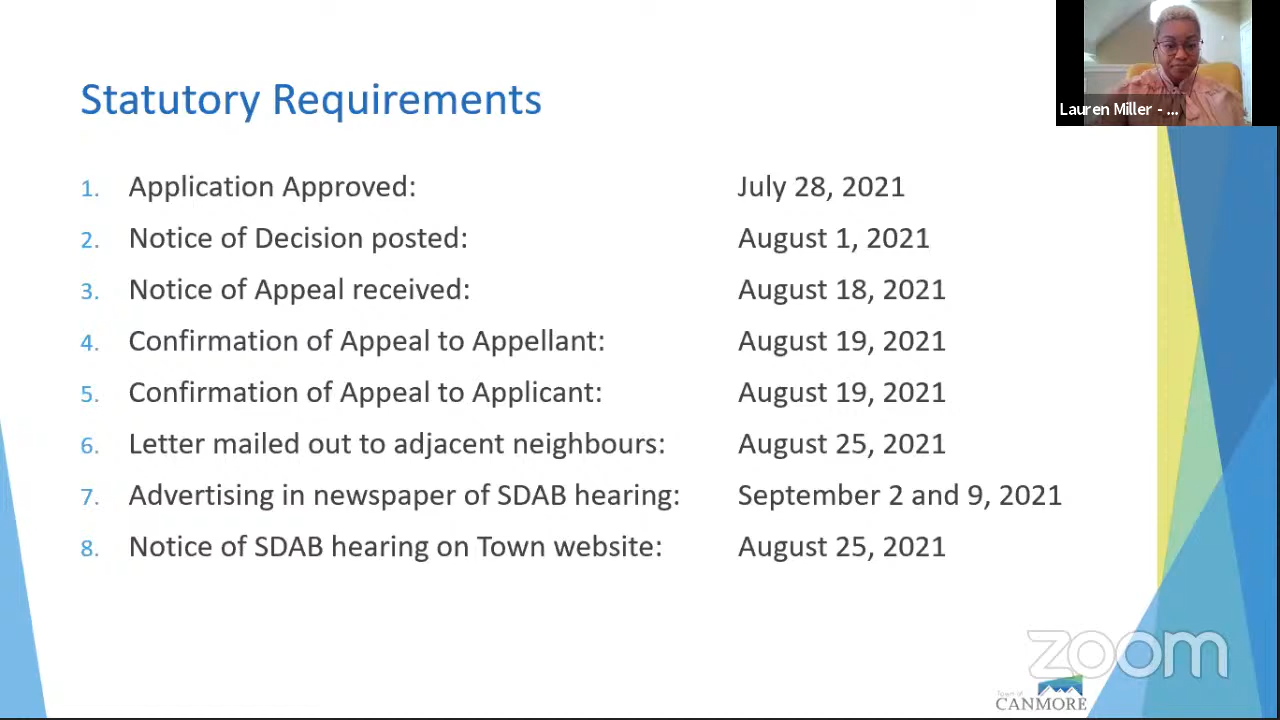 Statutory Requirements
Lauren Miller - ...
1. Application Approved: July 28, 2021
2. Notice of Decision posted: August 1, 2021
3. Notice of Appeal received: August 18, 2021
4. Confirmation of Appeal to Appellant: August 19, 2021
5. Confirmation of Appeal to Applicant: August 19, 2021
6. Letter mailed out to adjacent neighbours: August 25, 2021
7. Advertising in newspaper of SDAB hearing: September 2 and 9, 2021
8. Notice of SDAB hearing on Town website: August 25, 2021
zoom
Town of
CANMORE